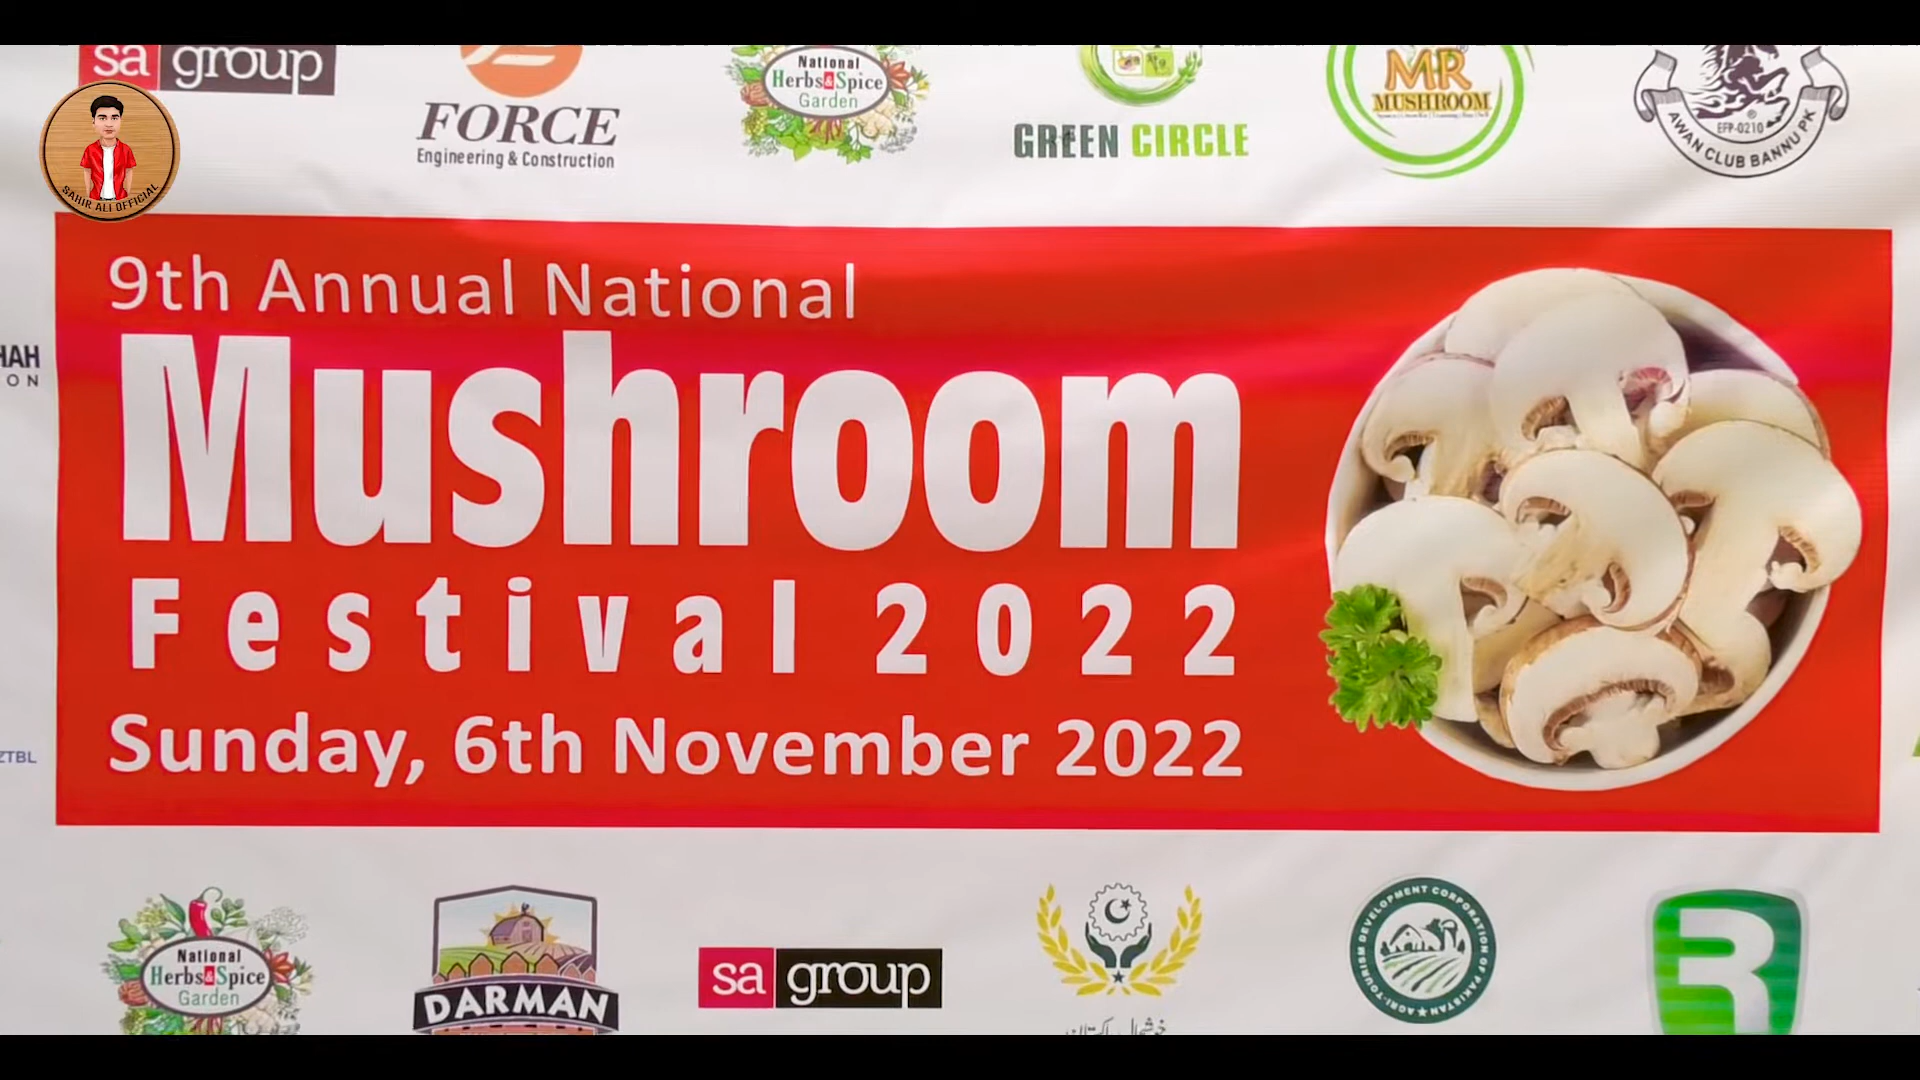 sa group
FORCE
Engineering & Construction
National
Herbs & Spice
Garden
GREEN CIRCLE
MR
MUSHROOM
EFP-0210
AWAN CLUB BANNU PK
SAHIR ALI OFFICIAL
9th Annual National
Mushroom
Festival 2022
Sunday, 6th November 2022
HAH
ON
ZTBL
National
Herbs & Spice
Garden
DARMAN
sa group
خوشحال پاکستان
AGRI-TOURISM DEVELOPMENT CORPORATION OF PAKISTAN
R